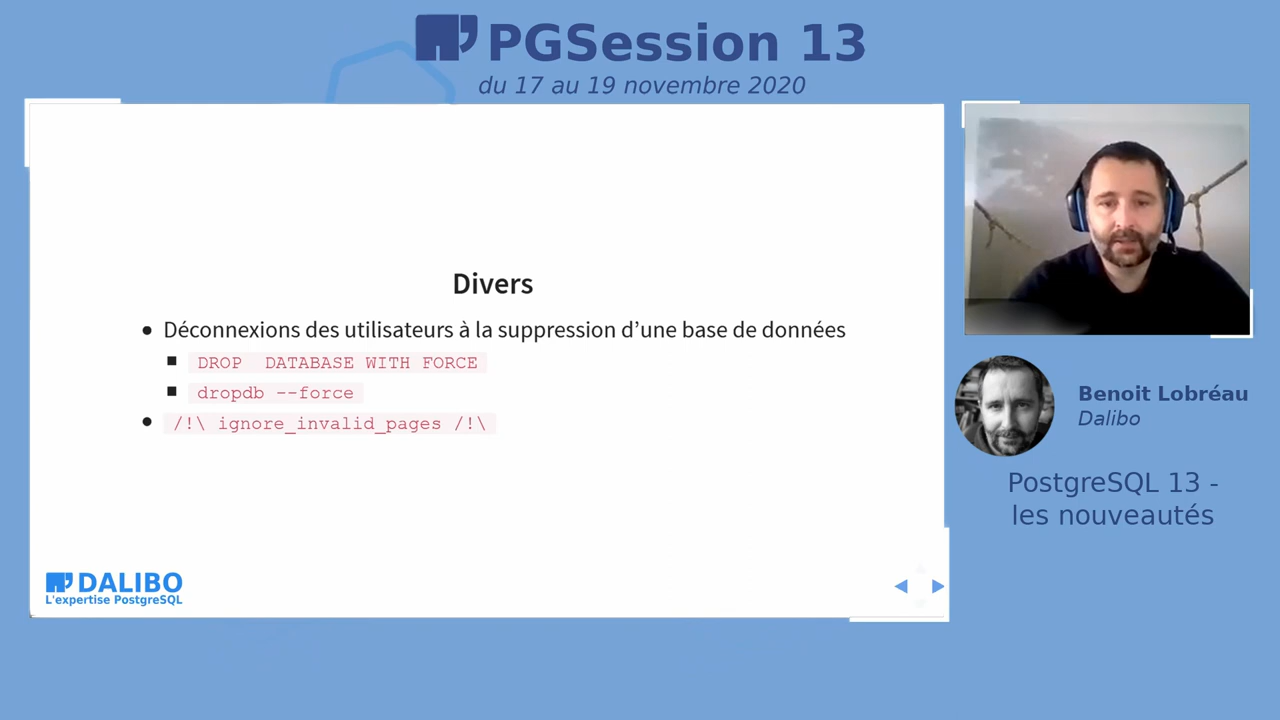 PGSession 13
du 17 au 19 novembre 2020
Divers
Déconnexions des utilisateurs à la suppression d’une base de données
DROP  DATABASE WITH FORCE
dropdb --force
/!\ ignore_invalid_pages /!\
DALIBO
L'expertise PostgreSQL
Benoit Lobréau
Dalibo
PostgreSQL 13 -
les nouveautés